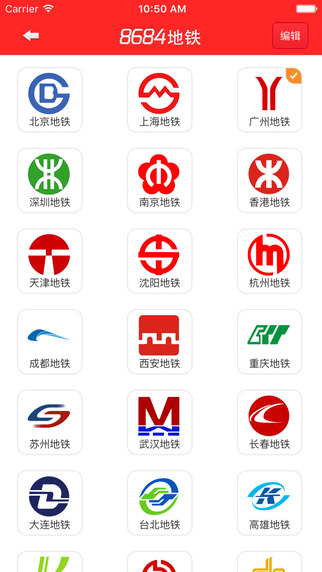 Carrier 10:50 AM
8684地铁 编辑
北京地铁 上海地铁 广州地铁
深圳地铁 南京地铁 香港地铁
天津地铁 沈阳地铁 杭州地铁
成都地铁 西安地铁 重庆地铁
苏州地铁 武汉地铁 长春地铁
大连地铁 台北地铁 高雄地铁